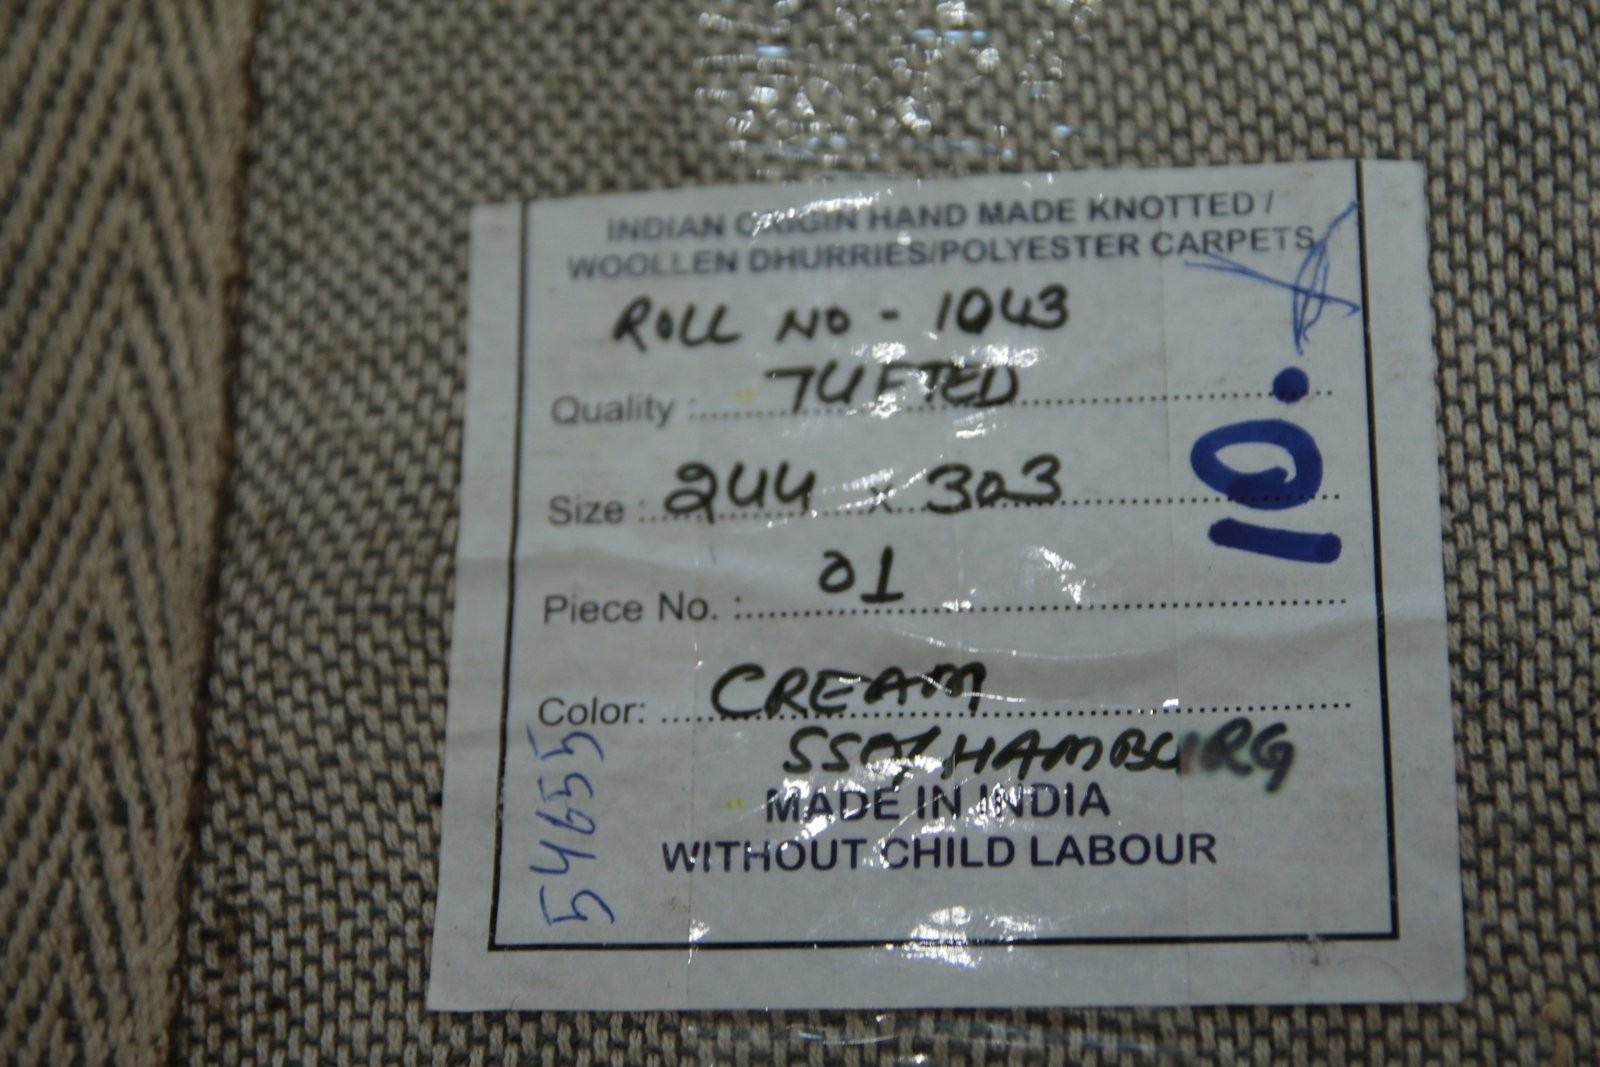 INDIAN ORIGIN HAND MADE KNOTTED /
WOOLLEN DHURRIES/POLYESTER CARPETS
ROLL NO - 1043
Quality : TUFTED
Size : 244 x 303
Piece No. : 01
Color: CREAM
HAMBURG
MADE IN INDIA
WITHOUT CHILD LABOUR
54655
10.